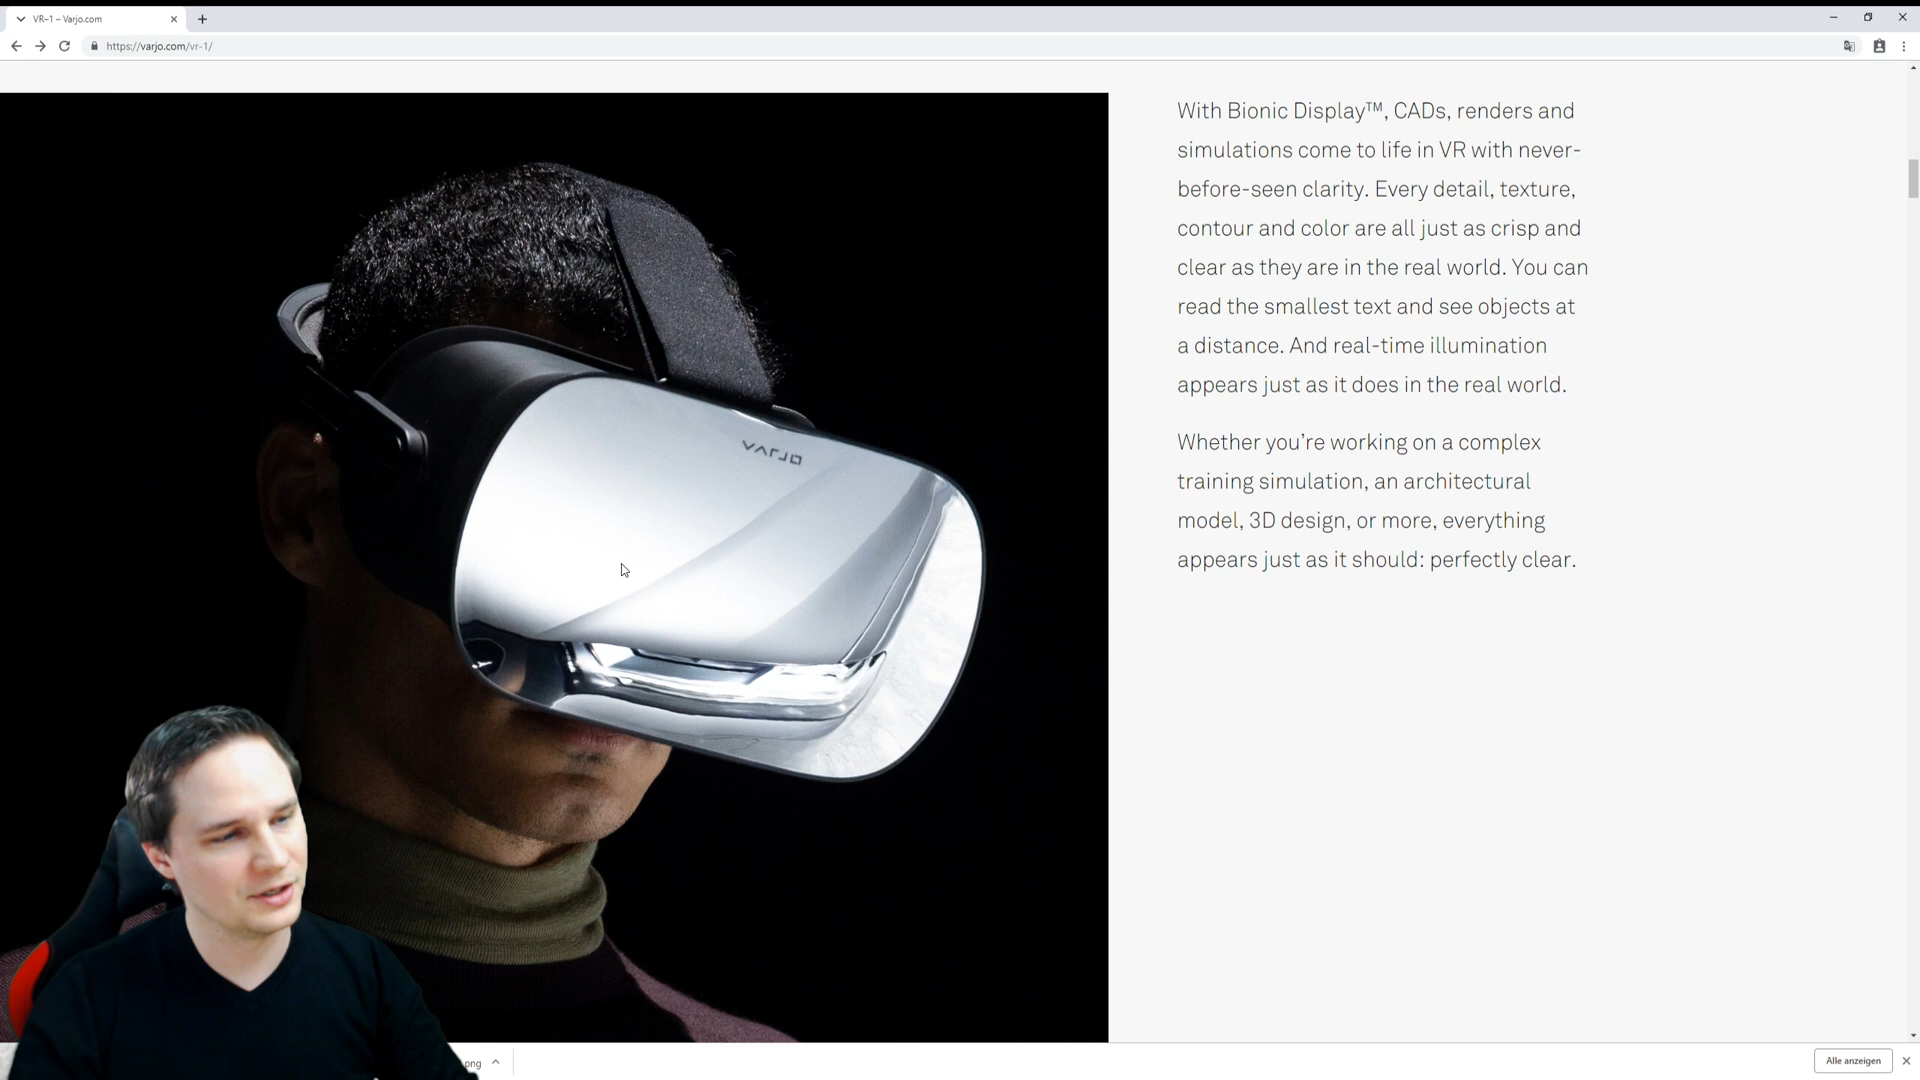 VR-1 - Varjo.com
https://varjo.com/vr-1/
With Bionic Display™, CADs, renders and
simulations come to life in VR with never-
before-seen clarity. Every detail, texture,
contour and color are all just as crisp and
clear as they are in the real world. You can
read the smallest text and see objects at
a distance. And real-time illumination
appears just as it does in the real world.
Whether you’re working on a complex
training simulation, an architectural
model, 3D design, or more, everything
appears just as it should: perfectly clear.
VARJO
png
Alle anzeigen